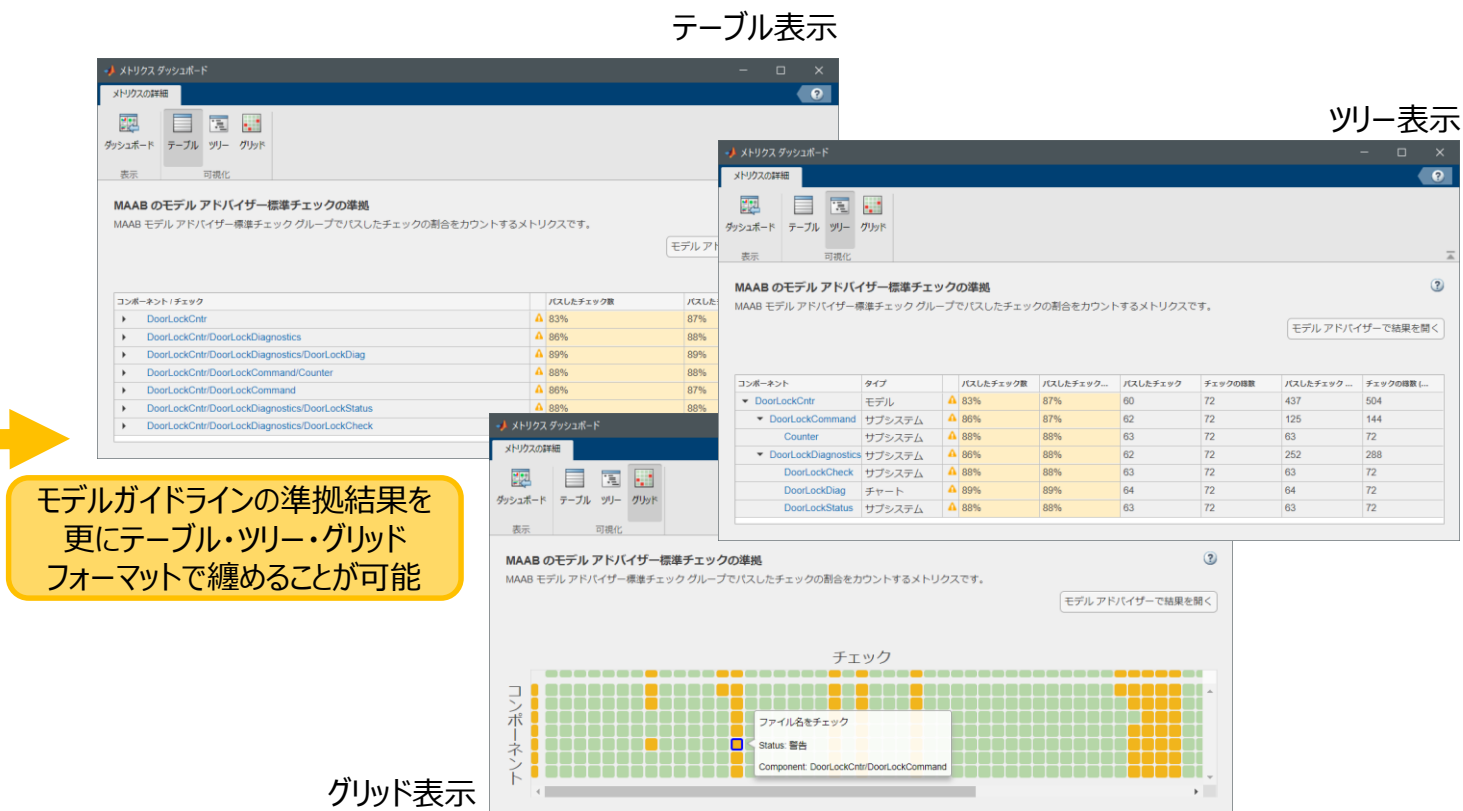 テーブル表示
メトリクス ダッシュボード
メトリクスの詳細
ダッシュボード テーブル ツリー グリッド
表示 可視化
MAAB のモデル アドバイザー標準チェックの準拠
MAAB モデル アドバイザー標準チェック グループでパスしたチェックの割合をカウントするメトリクスです。
モデル アド
コンポーネント / チェック パスしたチェック数 パスした
DoorLockCntr 83% 87%
DoorLockCntr/DoorLockDiagnostics 86% 88%
DoorLockCntr/DoorLockDiagnostics/DoorLockDiag 89% 89%
DoorLockCntr/DoorLockCommand/Counter 88% 88%
DoorLockCntr/DoorLockCommand 86% 87%
DoorLockCntr/DoorLockDiagnostics/DoorLockStatus 88% 88%
DoorLockCntr/DoorLockDiagnostics/DoorLockCheck
ツリー表示
メトリクス ダッシュボード
メトリクスの詳細
ダッシュボード テーブル ツリー グリッド
表示 可視化
MAAB のモデル アドバイザー標準チェックの準拠
MAAB モデル アドバイザー標準チェック グループでパスしたチェックの割合をカウントするメトリクスです。
モデル アドバイザーで結果を開く
コンポーネント タイプ パスしたチェック数 パスしたチェック... パスしたチェック チェックの総数 パスしたチェック ... チェックの総数 (...
DoorLockCntr モデル 83% 87% 60 72 437 504
DoorLockCommand サブシステム 86% 87% 62 72 125 144
Counter サブシステム 88% 88% 63 72 63 72
DoorLockDiagnostics サブシステム 86% 88% 62 72 252 288
DoorLockCheck サブシステム 88% 88% 63 72 63 72
DoorLockDiag チャート 89% 89% 64 72 64 72
DoorLockStatus サブシステム 88% 88% 63 72 63 72
モデルガイドラインの準拠結果を
更にテーブル・ツリー・グリッド
フォーマットで纏めることが可能
メトリクス ダッシュボード
メトリクスの詳細
ダッシュボード テーブル ツリー グリッド
表示 可視化
MAAB のモデル アドバイザー標準チェックの準拠
MAAB モデル アドバイザー標準チェック グループでパスしたチェックの割合をカウントするメトリクスです。
モデル アドバイザーで結果を開く
チェック
コンポーネント
ファイル名をチェック
Status: 警告
Component: DoorLockCntr/DoorLockCommand
グリッド表示